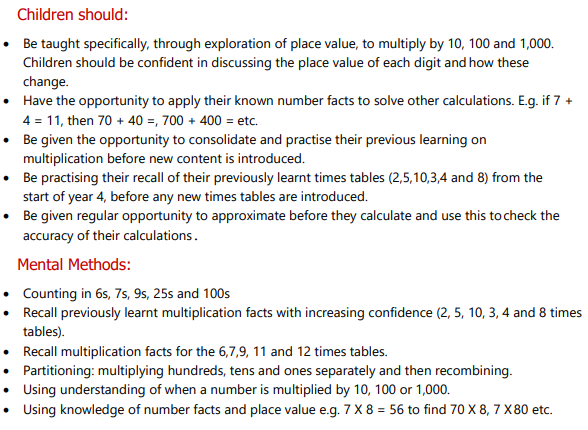 Children should:
• Be taught specifically, through exploration of place value, to multiply by 10, 100 and 1,000.
Children should be confident in discussing the place value of each digit and how these
change.
• Have the opportunity to apply their known number facts to solve other calculations. E.g. if 7 +
4 = 11, then 70 + 40 =, 700 + 400 = etc.
• Be given the opportunity to consolidate and practise their previous learning on
multiplication before new content is introduced.
• Be practising their recall of their previously learnt times tables (2,5,10,3,4 and 8) from the
start of year 4, before any new times tables are introduced.
• Be given regular opportunity to approximate before they calculate and use this to check the
accuracy of their calculations.
Mental Methods:
• Counting in 6s, 7s, 9s, 25s and 100s
• Recall previously learnt multiplication facts with increasing confidence (2, 5, 10, 3, 4 and 8 times
tables).
• Recall multiplication facts for the 6,7,9, 11 and 12 times tables.
• Partitioning: multiplying hundreds, tens and ones separately and then recombining.
• Using understanding of when a number is multiplied by 10, 100 or 1,000.
• Using knowledge of number facts and place value e.g. 7 X 8 = 56 to find 70 X 8, 7 X 80 etc.